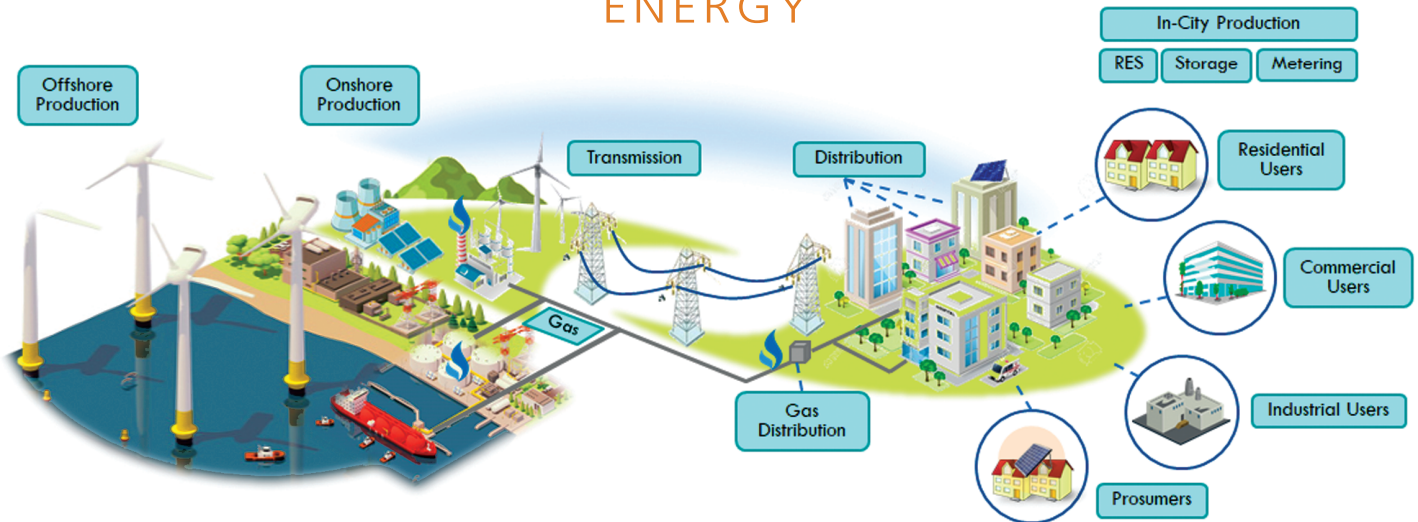 ENERGY
In-City Production
RES
Storage
Metering
Offshore
Production
Onshore
Production
Transmission
Distribution
Residential
Users
Commercial
Users
Gas
Gas
Distribution
Industrial Users
Prosumers